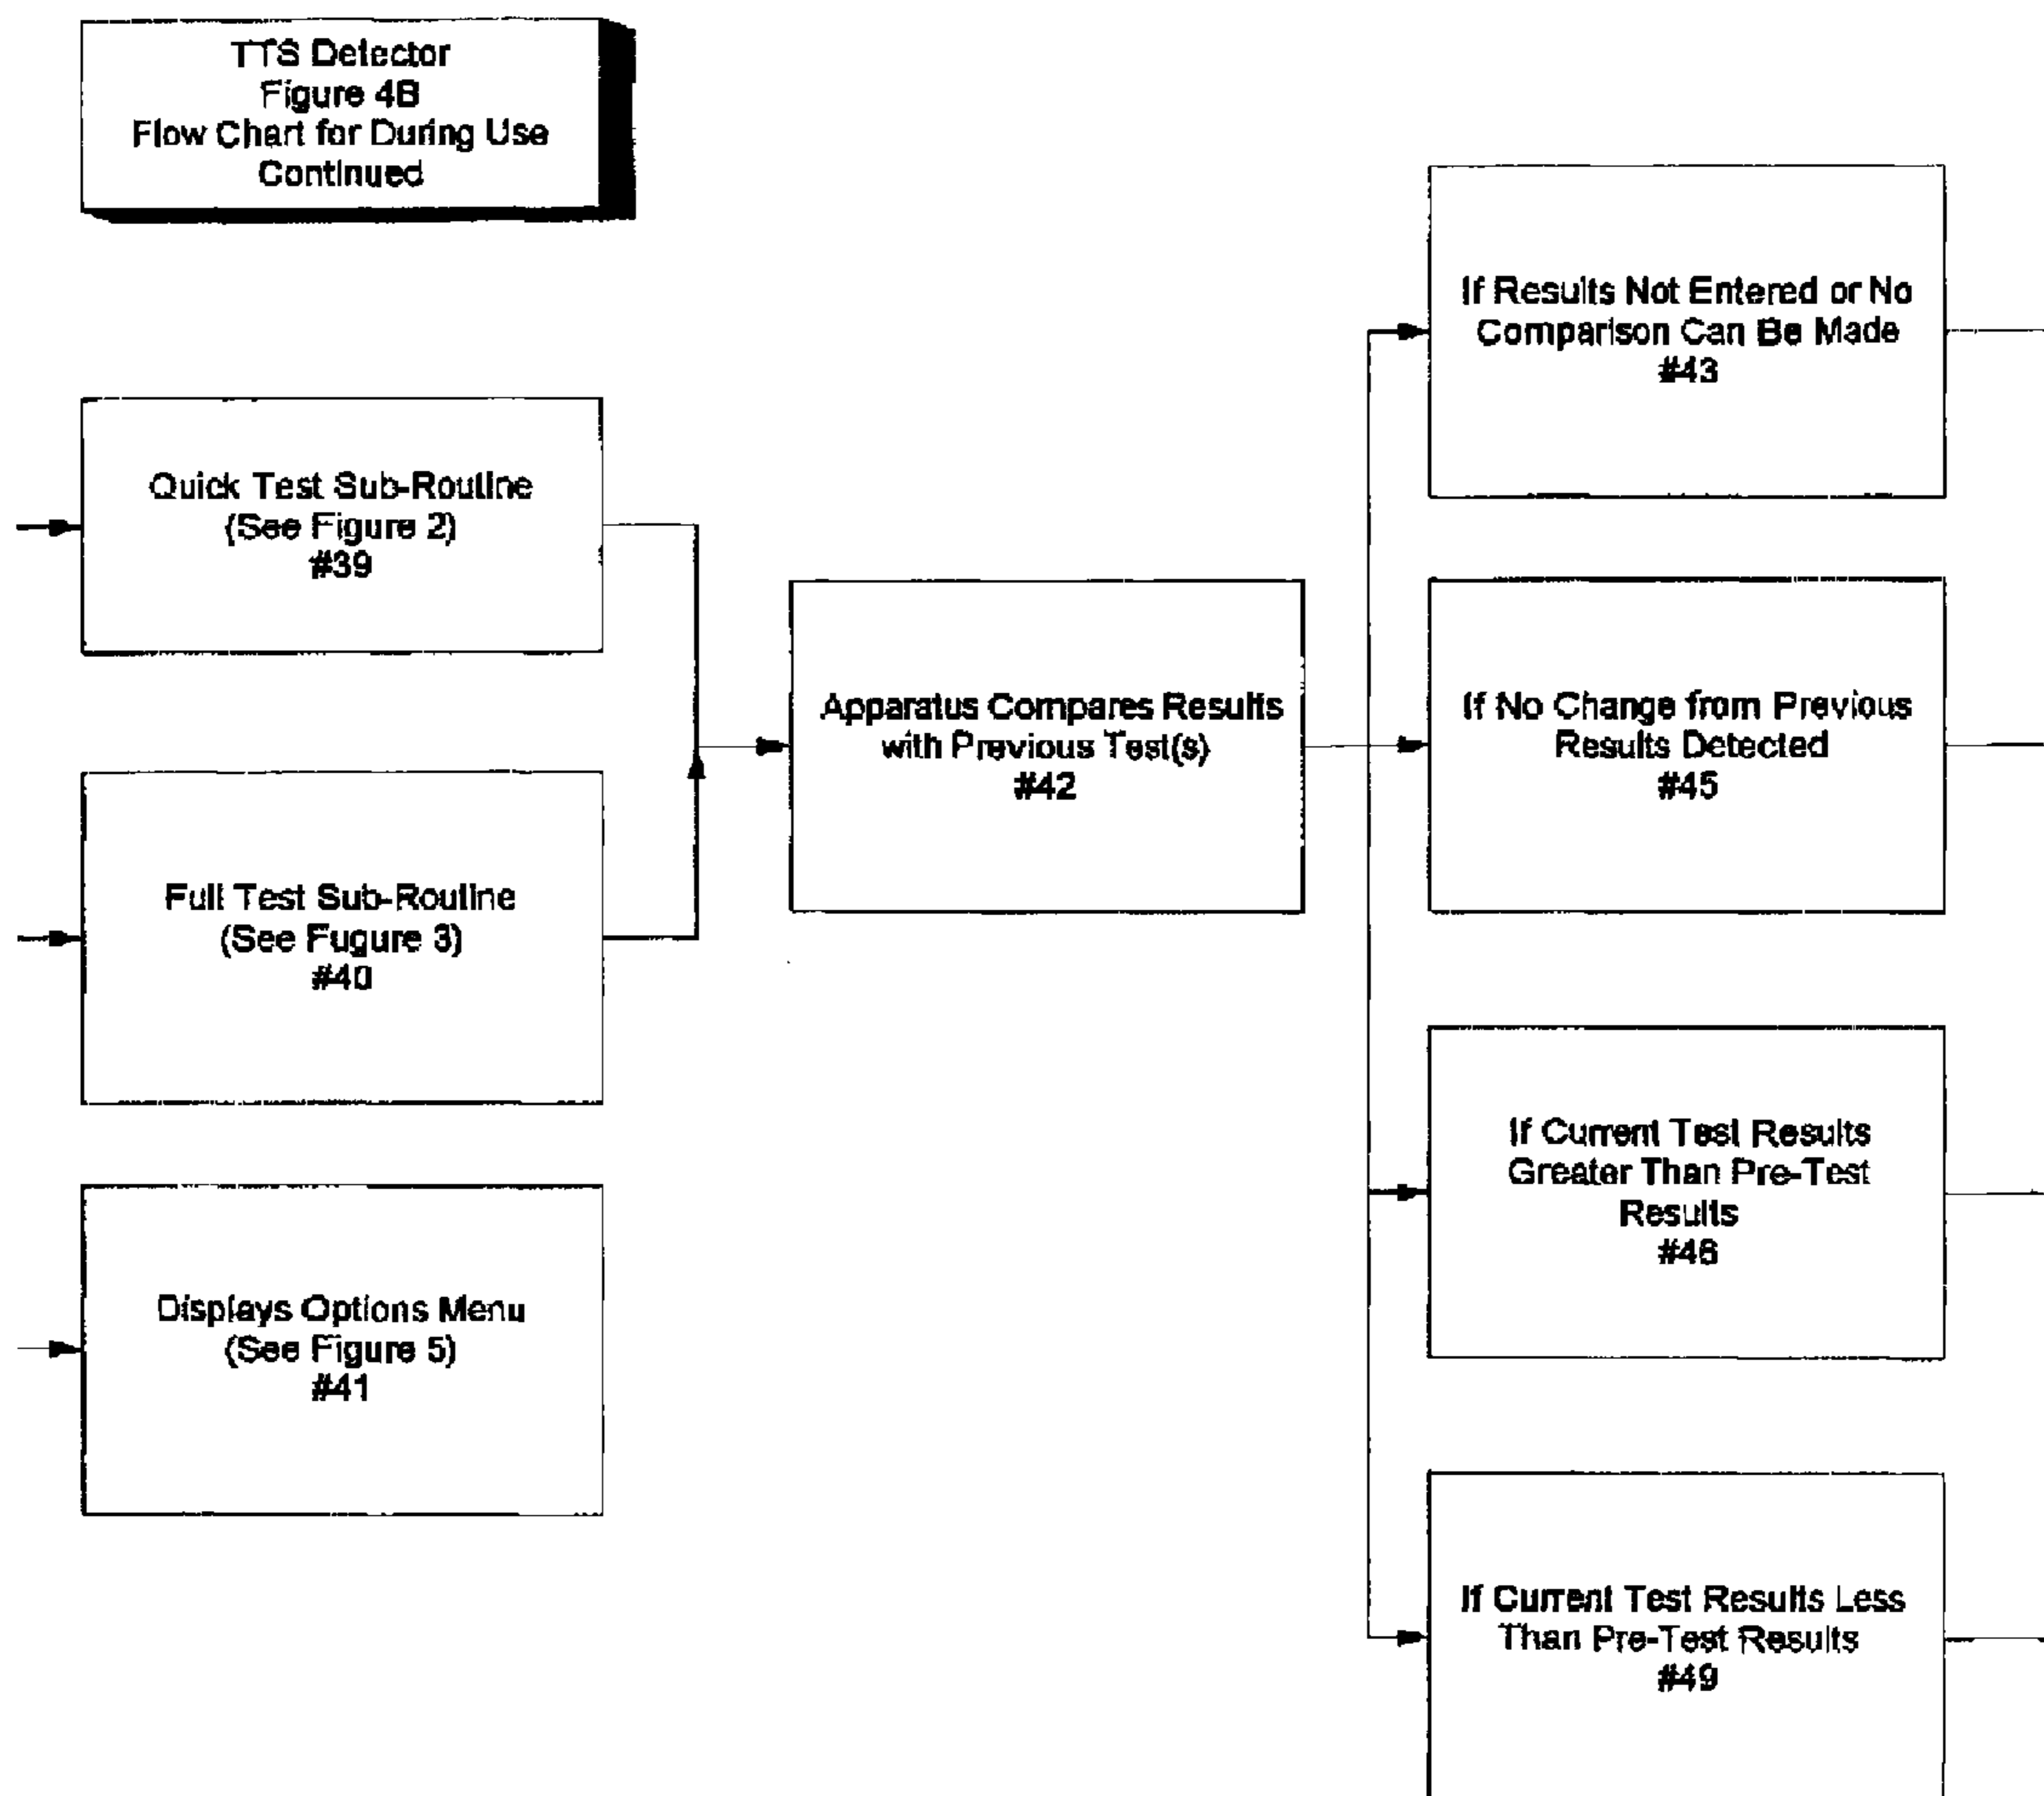 TTS Detector
Figure 4B
Flow Chart for During Use
Continued
Quick Test Sub-Routine
(See Figure 2)
#39
Full Test Sub-Routine
(See Fugure 3)
#40
Displays Options Menu
(See Figure 5)
#41
Apparatus Compares Results
with Previous Test(s)
#42
If Results Not Entered or No
Comparison Can Be Made
#43
If No Change from Previous
Results Detected
#45
If Current Test Results
Greater Than Pre-Test
Results
#46
If Current Test Results Less
Than Pre-Test Results
#49